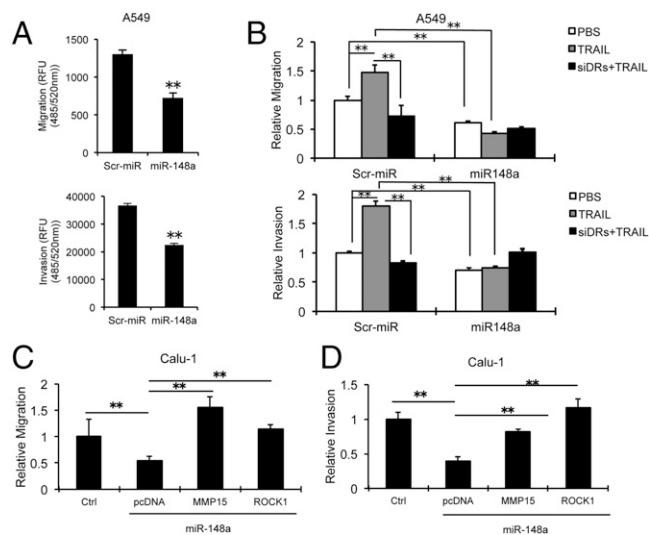 A
A549
Migration (RFU
(485/520nm))
1500
1000
500
0
**
Scr-miR
miR-148a
Invasion (RFU
(485/520nm))
40000
30000
20000
10000
0
**
Scr-miR
miR-148a
B
A549
Relative Migration
2
1.5
1
0.5
0
**
**
**
**
Scr-miR
miR148a
PBS
TRAIL
siDRs+TRAIL
Relative Invasion
2
1.5
1
0.5
0
**
**
**
**
Scr-miR
miR148a
PBS
TRAIL
siDRs+TRAIL
C
Calu-1
Relative Migration
2
1.5
1
0.5
0
**
**
**
Ctrl
pcDNA
MMP15
ROCK1
miR-148a
D
Calu-1
Relative Invasion
1.5
1
0.5
0
**
**
**
Ctrl
pcDNA
MMP15
ROCK1
miR-148a